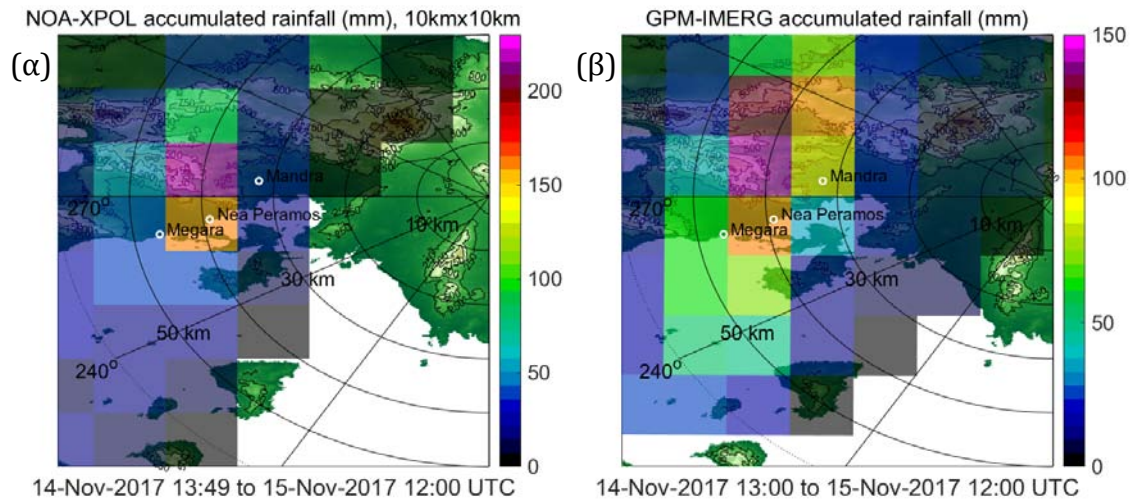 NOA-XPOL accumulated rainfall (mm), 10kmx10km
(α)
200
150
100
50
0
Mandra
270°
Nea Peramos
Megara
10 km
30 km
50 km
240°
14-Nov-2017 13:49 to 15-Nov-2017 12:00 UTC
GPM-IMERG accumulated rainfall (mm)
(β)
150
100
50
0
Mandra
270°
Nea Peramos
Megara
10 km
30 km
50 km
240°
14-Nov-2017 13:00 to 15-Nov-2017 12:00 UTC